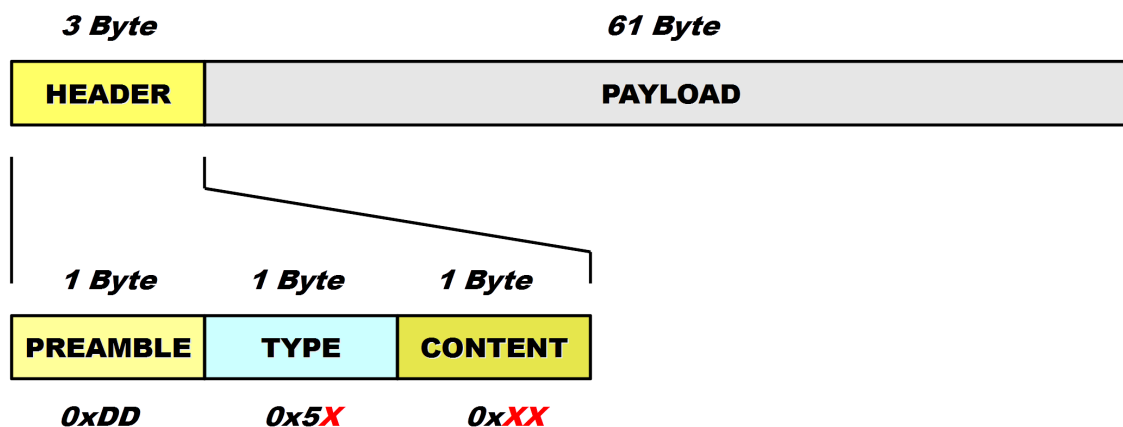 3 Byte 61 Byte
HEADER PAYLOAD
1 Byte 1 Byte 1 Byte
PREAMBLE TYPE CONTENT
0xDD 0x5X 0xXX